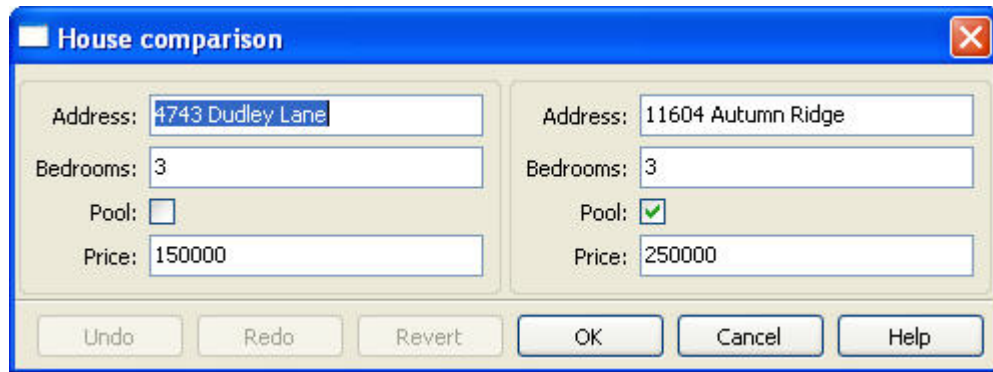 House comparison
Address: 4743 Dudley Lane
Bedrooms: 3
Pool:
Price: 150000
Address: 11604 Autumn Ridge
Bedrooms: 3
Pool:
Price: 250000
Undo Redo Revert OK Cancel Help